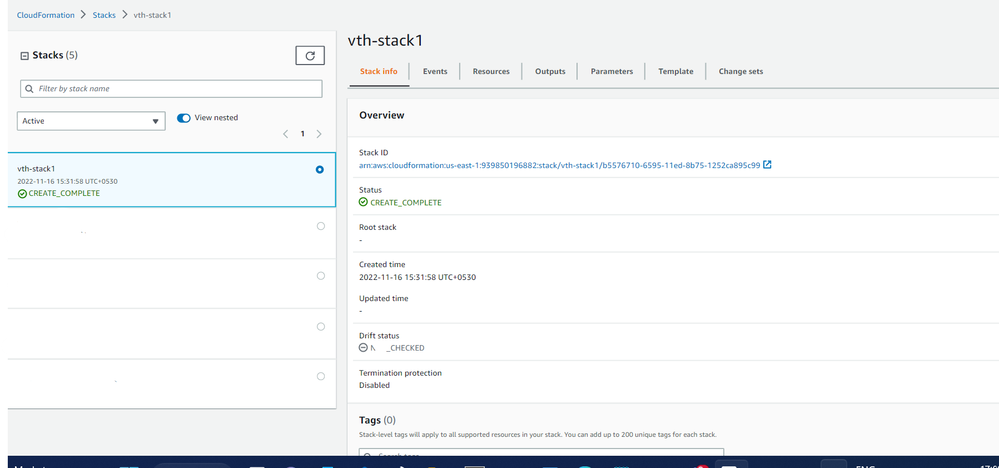 CloudFormation > Stacks > vth-stack1
Stacks (5)
Filter by stack name
Active
View nested
1
vth-stack1
2022-11-16 15:31:58 UTC+0530
CREATE_COMPLETE
vth-stack1
Stack info
Events
Resources
Outputs
Parameters
Template
Change sets
Overview
Stack ID
arn:aws:cloudformation:us-east-1:939850196882:stack/vth-stack1/b5576710-6595-11ed-8b75-1252ca895c99
Status
CREATE_COMPLETE
Root stack
-
Created time
2022-11-16 15:31:58 UTC+0530
Updated time
-
Drift status
_CHECKED
Termination protection
Disabled
Tags (0)
Stack-level tags will apply to all supported resources in your stack. You can add up to 200 unique tags for each stack.
Search tags
ENG